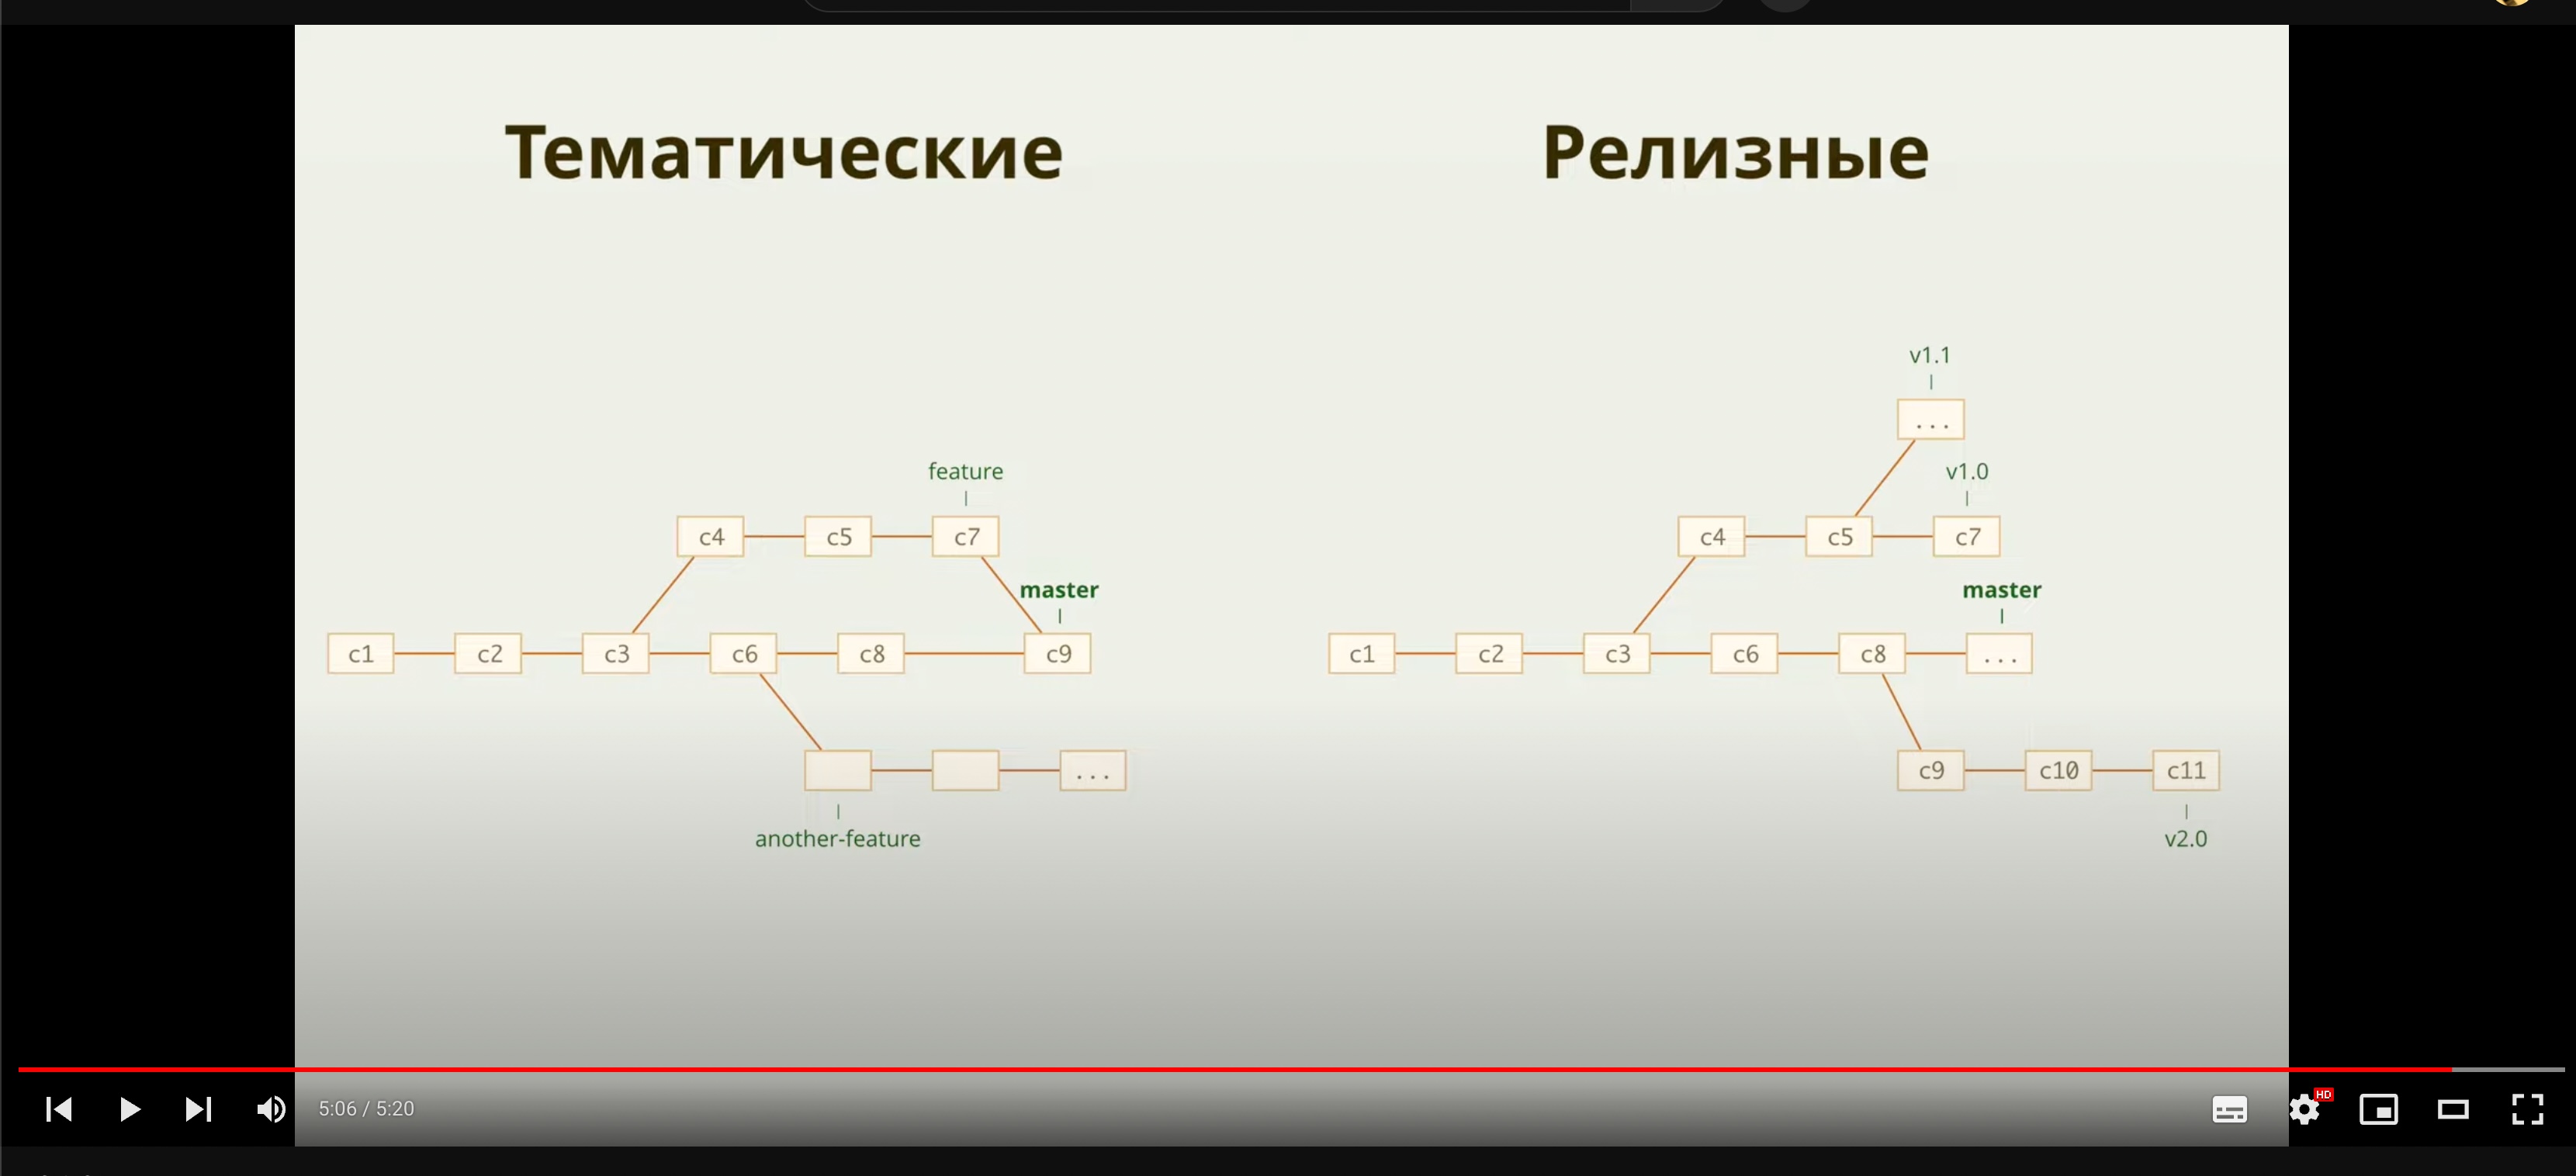 Тематические
Релизные
feature
c4 c5 c7
master
c1 c2 c3 c6 c8 c9
...
another-feature
v1.1
...
v1.0
c4 c5 c7
master
c1 c2 c3 c6 c8 ...
c9 c10 c11
v2.0
5:06 / 5:20
HD